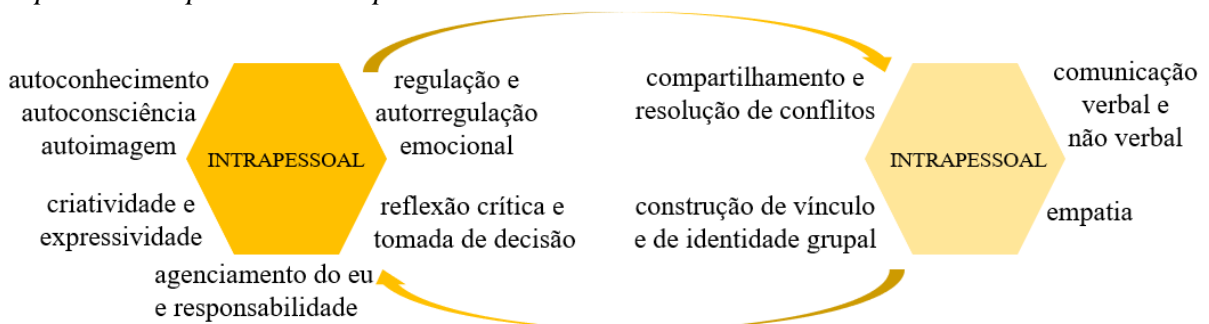 autoconhecimento
autoconsciência
autoimagem
regulação e
autorregulação
emocional
INTRAPESSOAL
criatividade e
expressividade
reflexão crítica e
tomada de decisão
agenciamento do eu
e responsabilidade
compartilhamento e
resolução de conflitos
comunicação
verbal e
não verbal
INTRAPESSOAL
construção de vínculo
e de identidade grupal
empatia